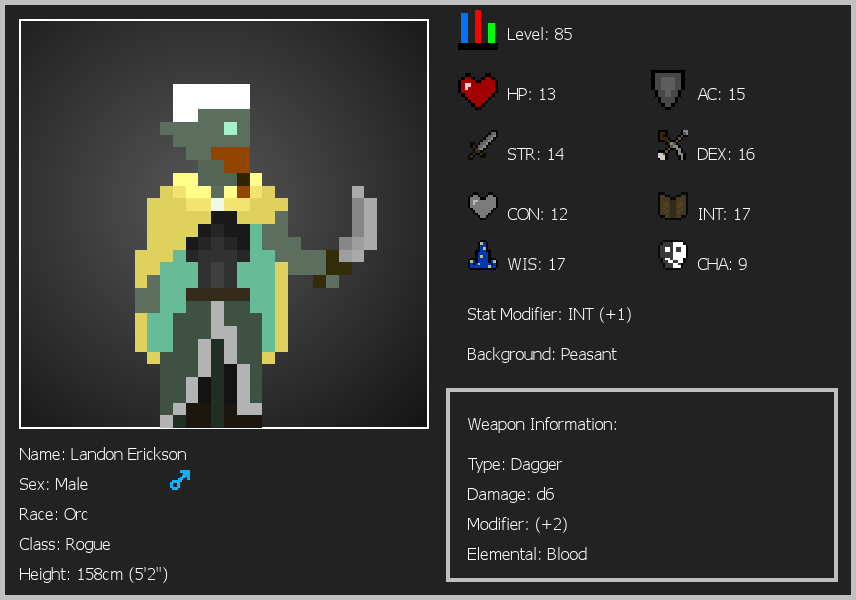 Level: 85
HP: 13
AC: 15
STR: 14
DEX: 16
CON: 12
INT: 17
WIS: 17
CHA: 9
Stat Modifier: INT (+1)
Background: Peasant
Weapon Information:
Type: Dagger
Damage: d6
Modifier: (+2)
Elemental: Blood
Name: Landon Erickson
Sex: Male
Race: Orc
Class: Rogue
Height: 158cm (5'2")